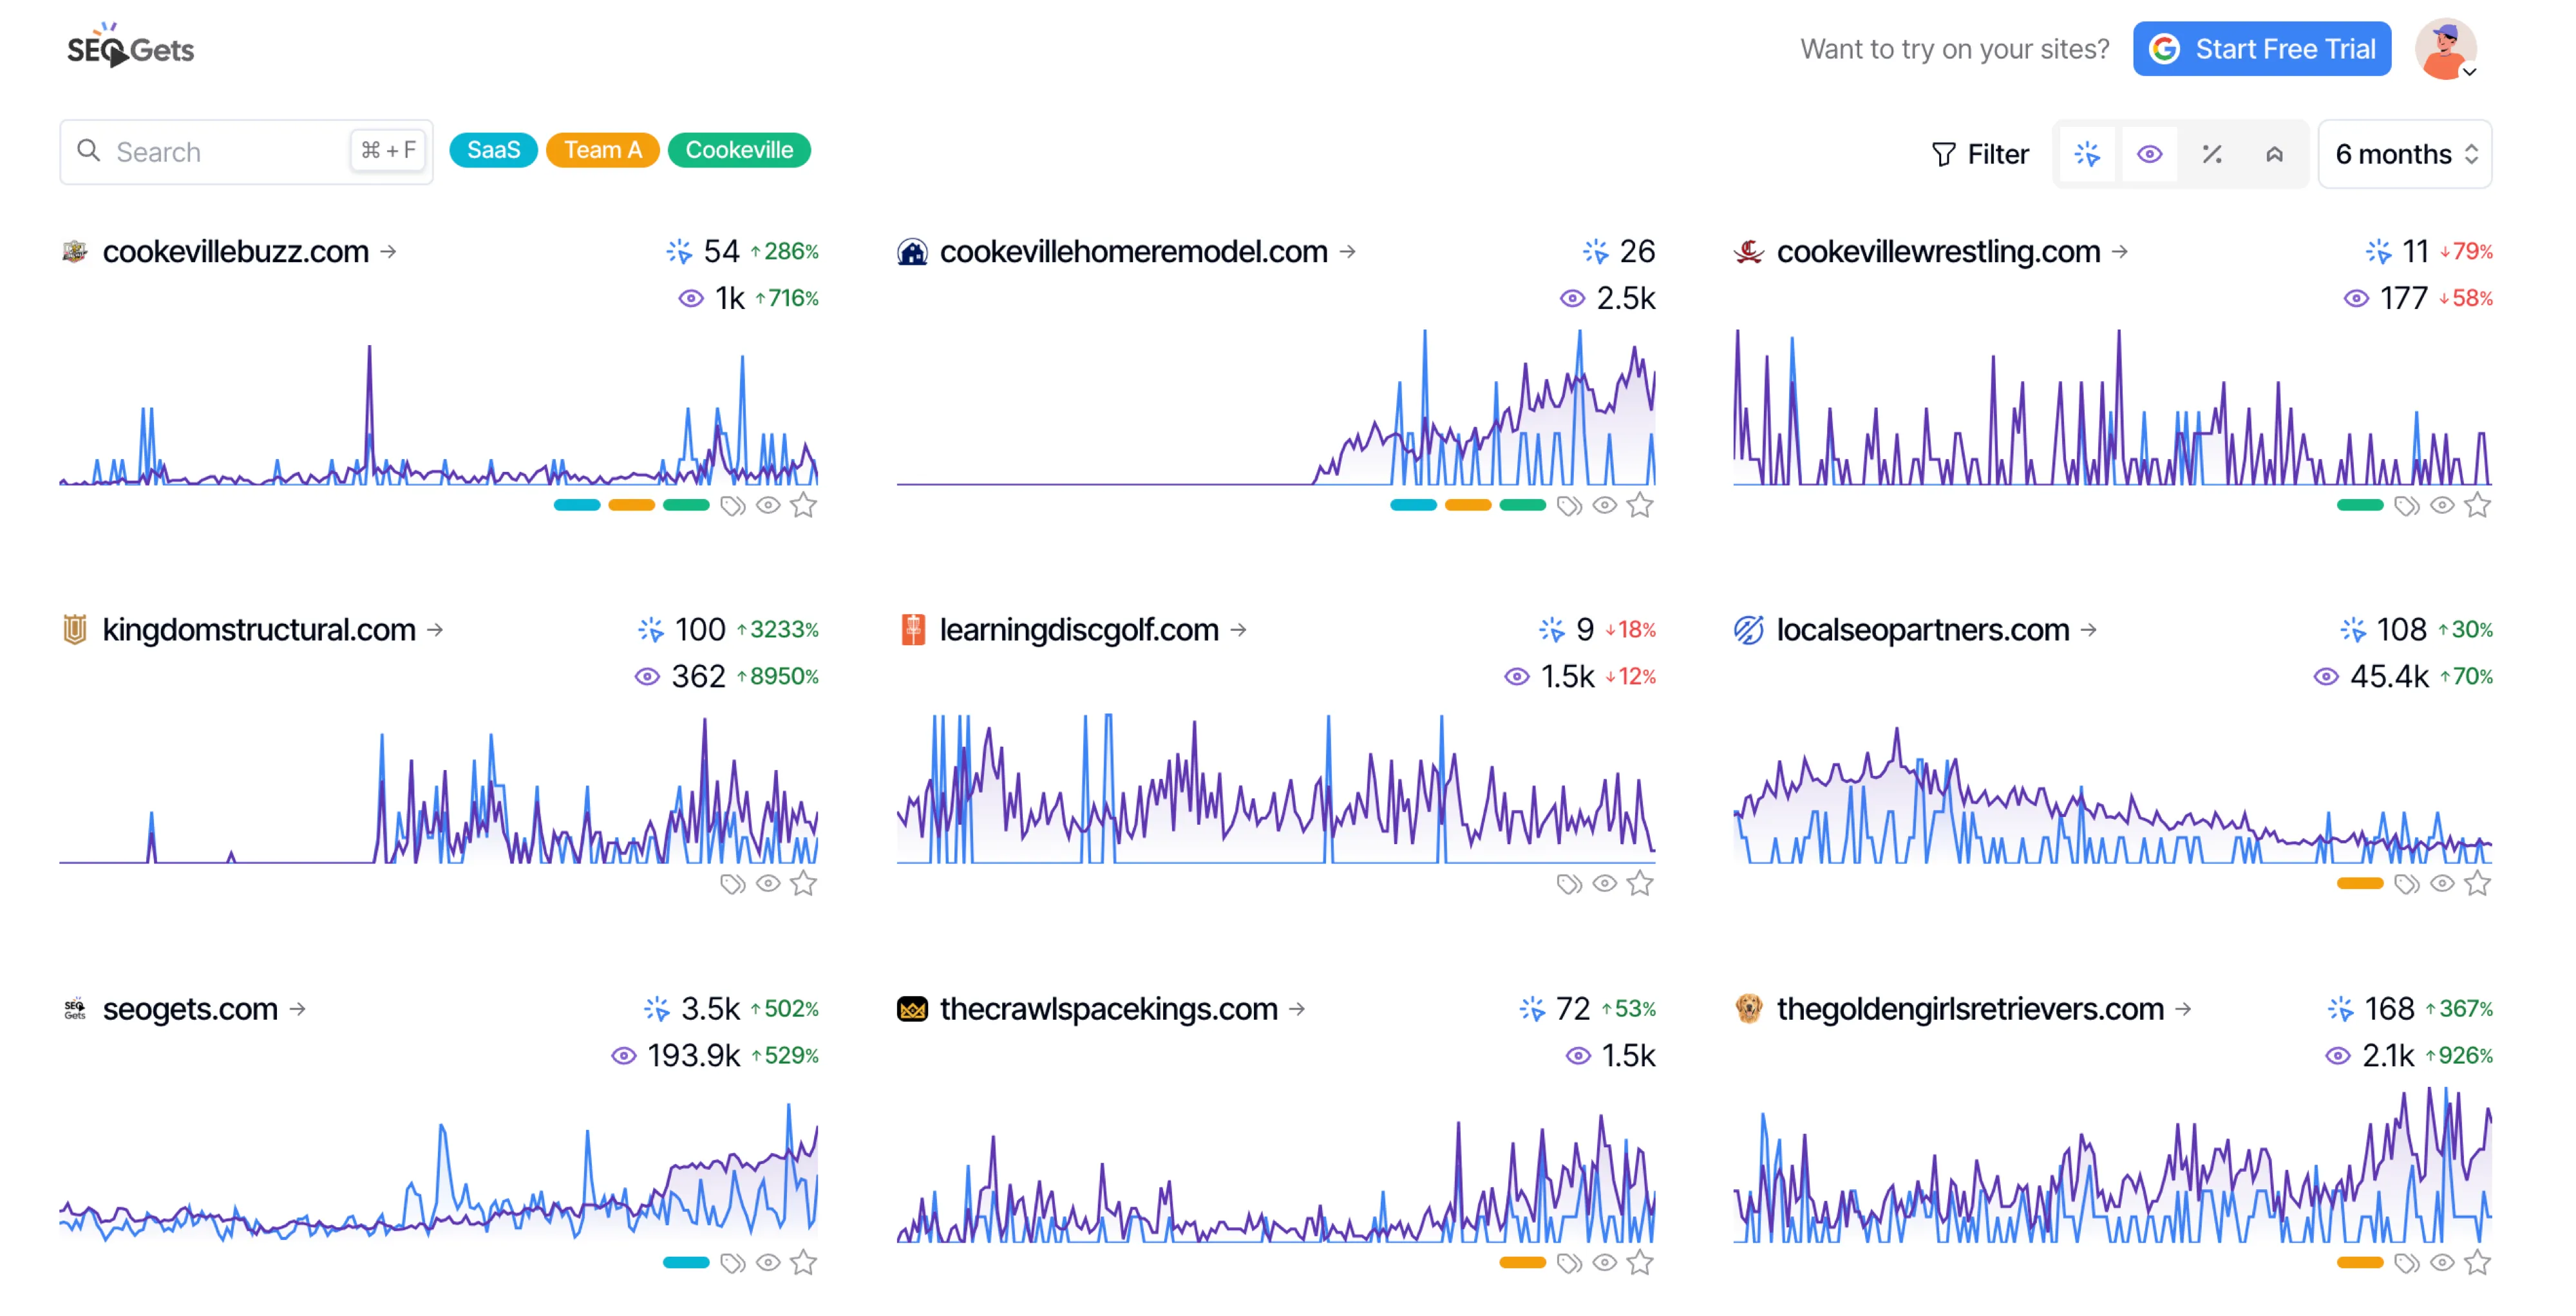 SEO Gets
Want to try on your sites?
Start Free Trial
Search
⌘ + F
SaaS
Team A
Cookeville
Filter
6 months
cookevillebuzz.com →
54 ↑286%
1k ↑716%
cookevillehomeremodel.com →
26
2.5k
cookevillewrestling.com →
11 ↓79%
177 ↓58%
kingdomstructural.com →
100 ↑3233%
362 ↑8950%
learningdiscgolf.com →
9 ↓18%
1.5k ↓12%
localseopartners.com →
108 ↑30%
45.4k ↑70%
SEO
Gets
seogets.com →
3.5k ↑502%
193.9k ↑529%
thecrawlspacekings.com →
72 ↑53%
1.5k
thegoldengirlsretrievers.com →
168 ↑367%
2.1k ↑926%